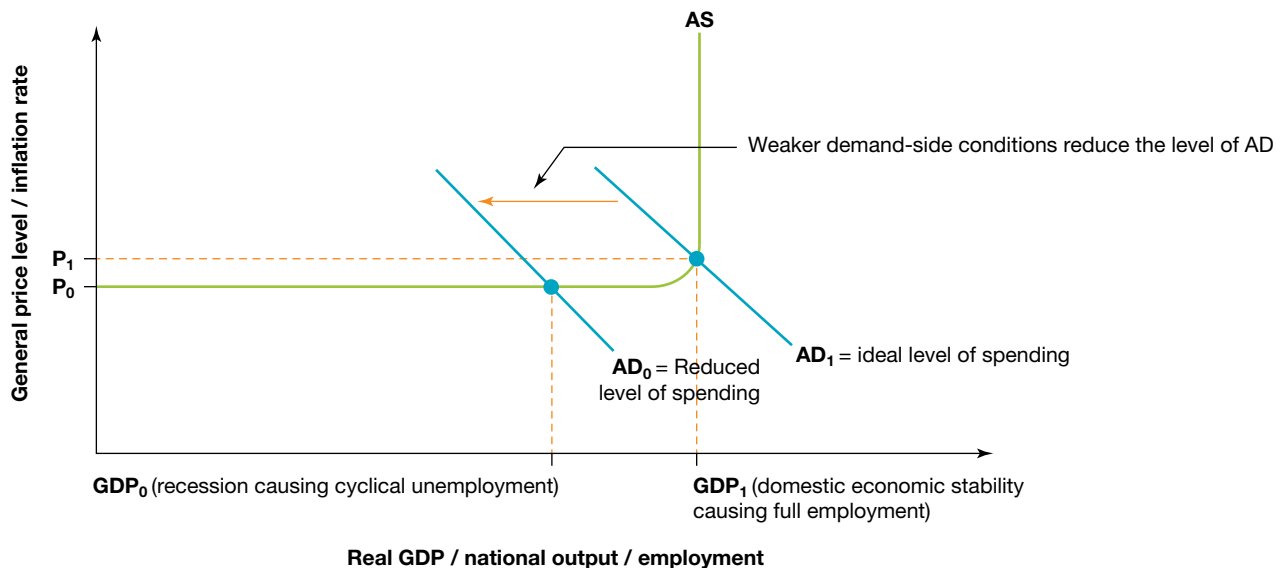 AS
General price level / inflation rate
Weaker demand-side conditions reduce the level of AD
P1
P0
AD1 = ideal level of spending
AD0 = Reduced
level of spending
GDP0 (recession causing cyclical unemployment)
GDP1 (domestic economic stability
causing full employment)
Real GDP / national output / employment